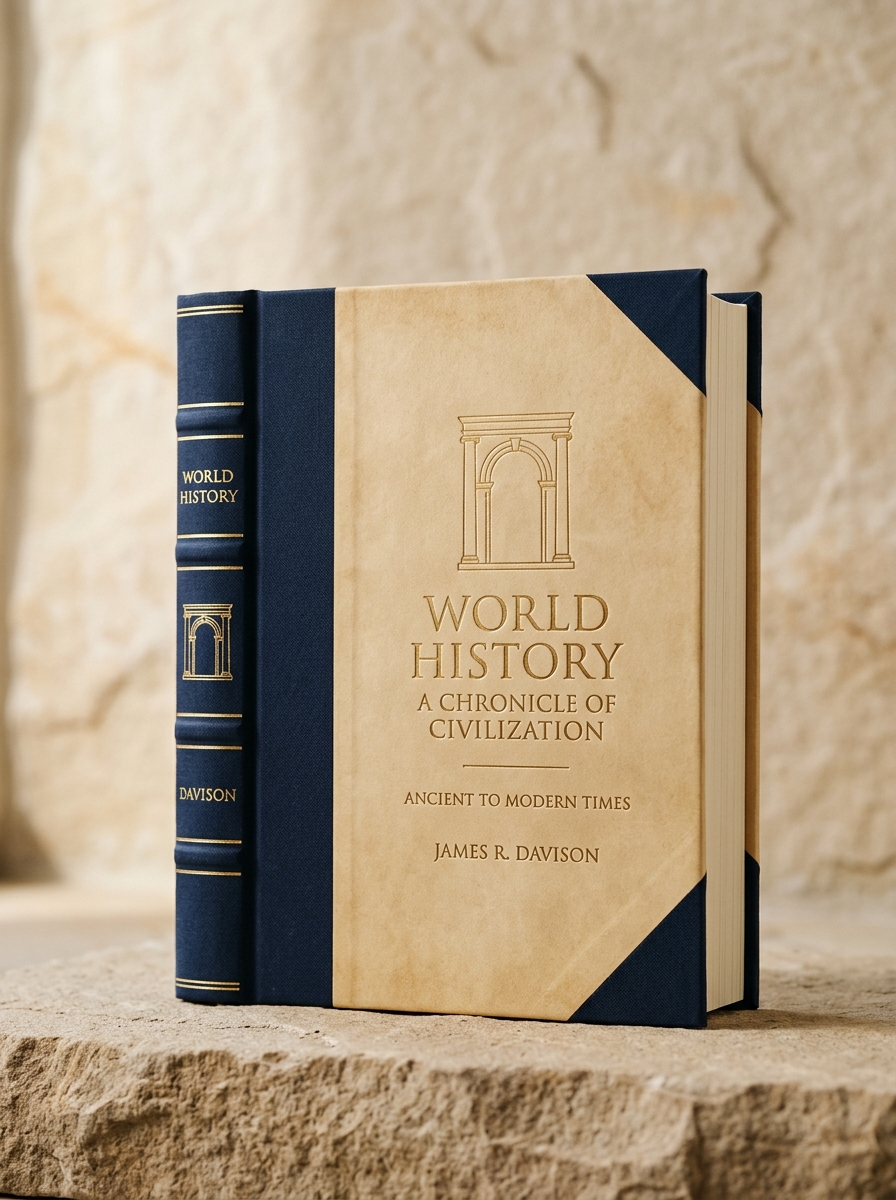 WORLD
HISTORY
DAVISON
WORLD
HISTORY
A CHRONICLE OF
CIVILIZATION
ANCIENT TO MODERN TIMES
JAMES R. DAVISON